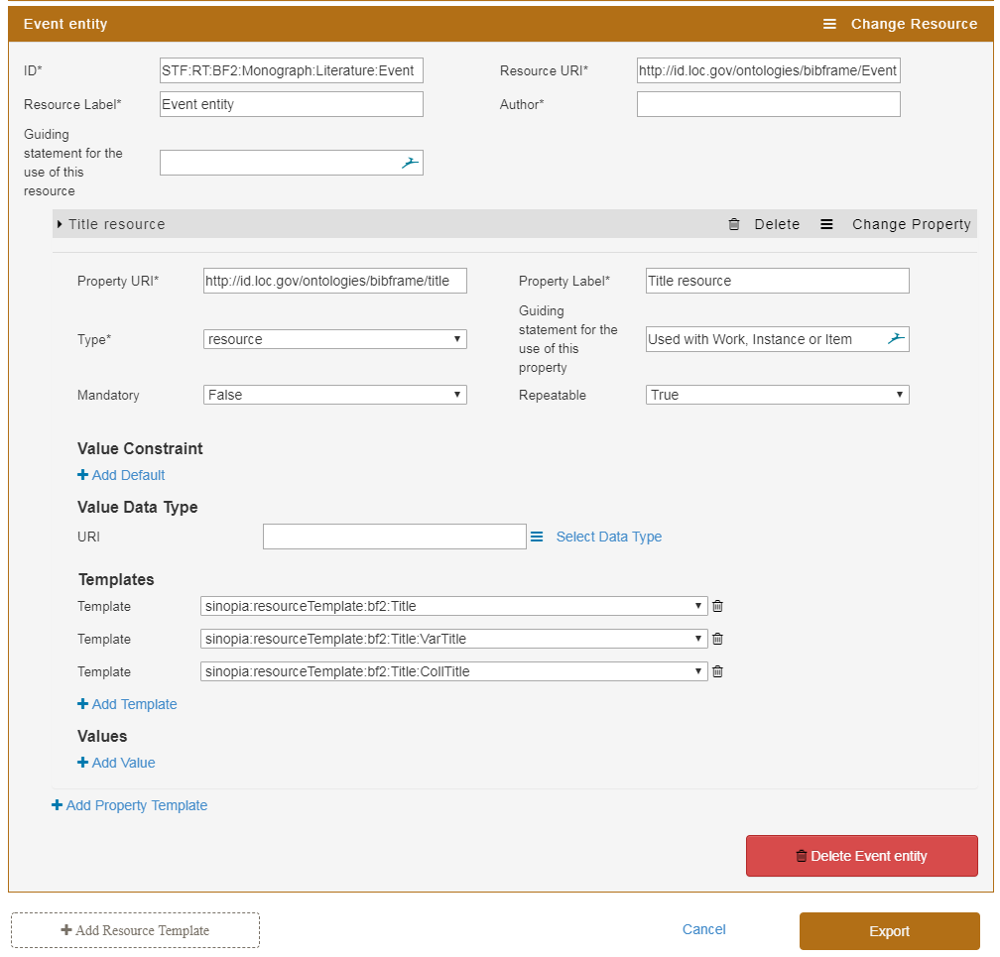 Event entity Change Resource
ID* STF:RT:BF2:Monograph:Literature:Event Resource URI* http://id.loc.gov/ontologies/bibframe/Event
Resource Label* Event entity Author*
Guiding
statement for the
use of this
resource
Title resource Delete Change Property
Property URI* http://id.loc.gov/ontologies/bibframe/title Property Label* Title resource
Type* resource
Guiding
statement for the
use of this
property
Used with Work, Instance or Item
Mandatory False Repeatable True
Value Constraint
Add Default
Value Data Type
URI Select Data Type
Templates
Template sinopia:resourceTemplate:bf2:Title
Template sinopia:resourceTemplate:bf2:Title:VarTitle
Template sinopia:resourceTemplate:bf2:Title:CollTitle
Add Template
Values
Add Value
Add Property Template
Delete Event entity
Add Resource Template Cancel Export